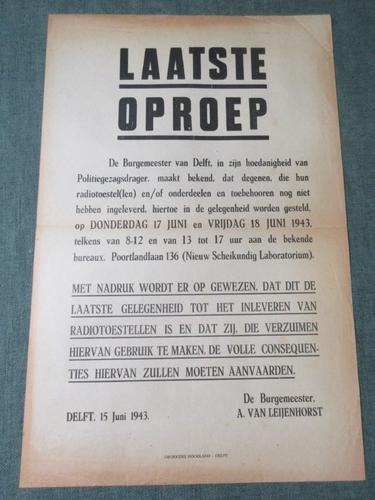 LAATSTE
OPROEP
De Burgemeester van Delft, in zijn hoedanigheid van
Politiegezagsdrager, maakt bekend, dat degenen, die hun
radiotoestel(len) en/of onderdeelen en toebehooren nog niet
hebben ingeleverd, hiertoe in de gelegenheid worden gesteld,
op DONDERDAG 17 JUNI en VRIJDAG 18 JUNI 1943,
telkens van 8-12 en van 13 tot 17 uur aan de bekende
bureaux, Poortlandlaan 136 (Nieuw Scheikundig Laboratorium).
MET NADRUK WORDT ER OP GEWEZEN, DAT DIT DE
LAATSTE GELEGENHEID TOT HET INLEVEREN VAN
RADIOTOESTELLEN IS EN DAT ZIJ, DIE VERZUIMEN
HIERVAN GEBRUIK TE MAKEN, DE VOLLE CONSEQUEN-
TIES HIERVAN ZULLEN MOETEN AANVAARDEN.
De Burgemeester,
DELFT, 15 Juni 1943. A. VAN LEIJENHORST
DRUKKERIJ HOOGLAND - DELFT